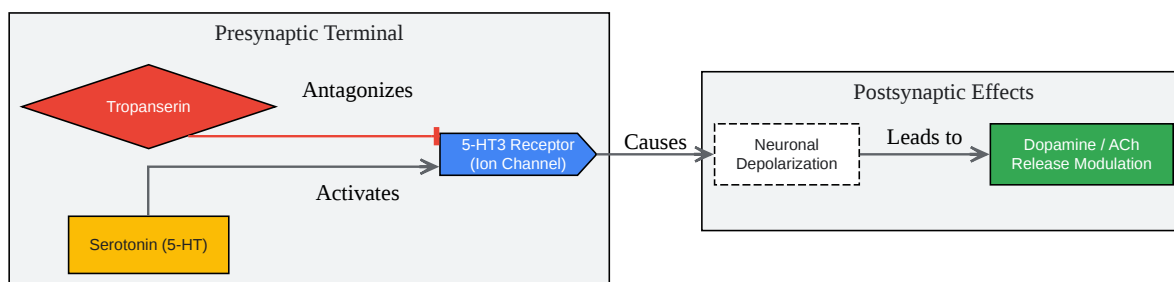 Presynaptic Terminal
Tropanserin
Antagonizes
5-HT3 Receptor
(Ion Channel)
Activates
Serotonin (5-HT)
Causes
Postsynaptic Effects
Neuronal
Depolarization
Leads to
Dopamine / ACh
Release Modulation